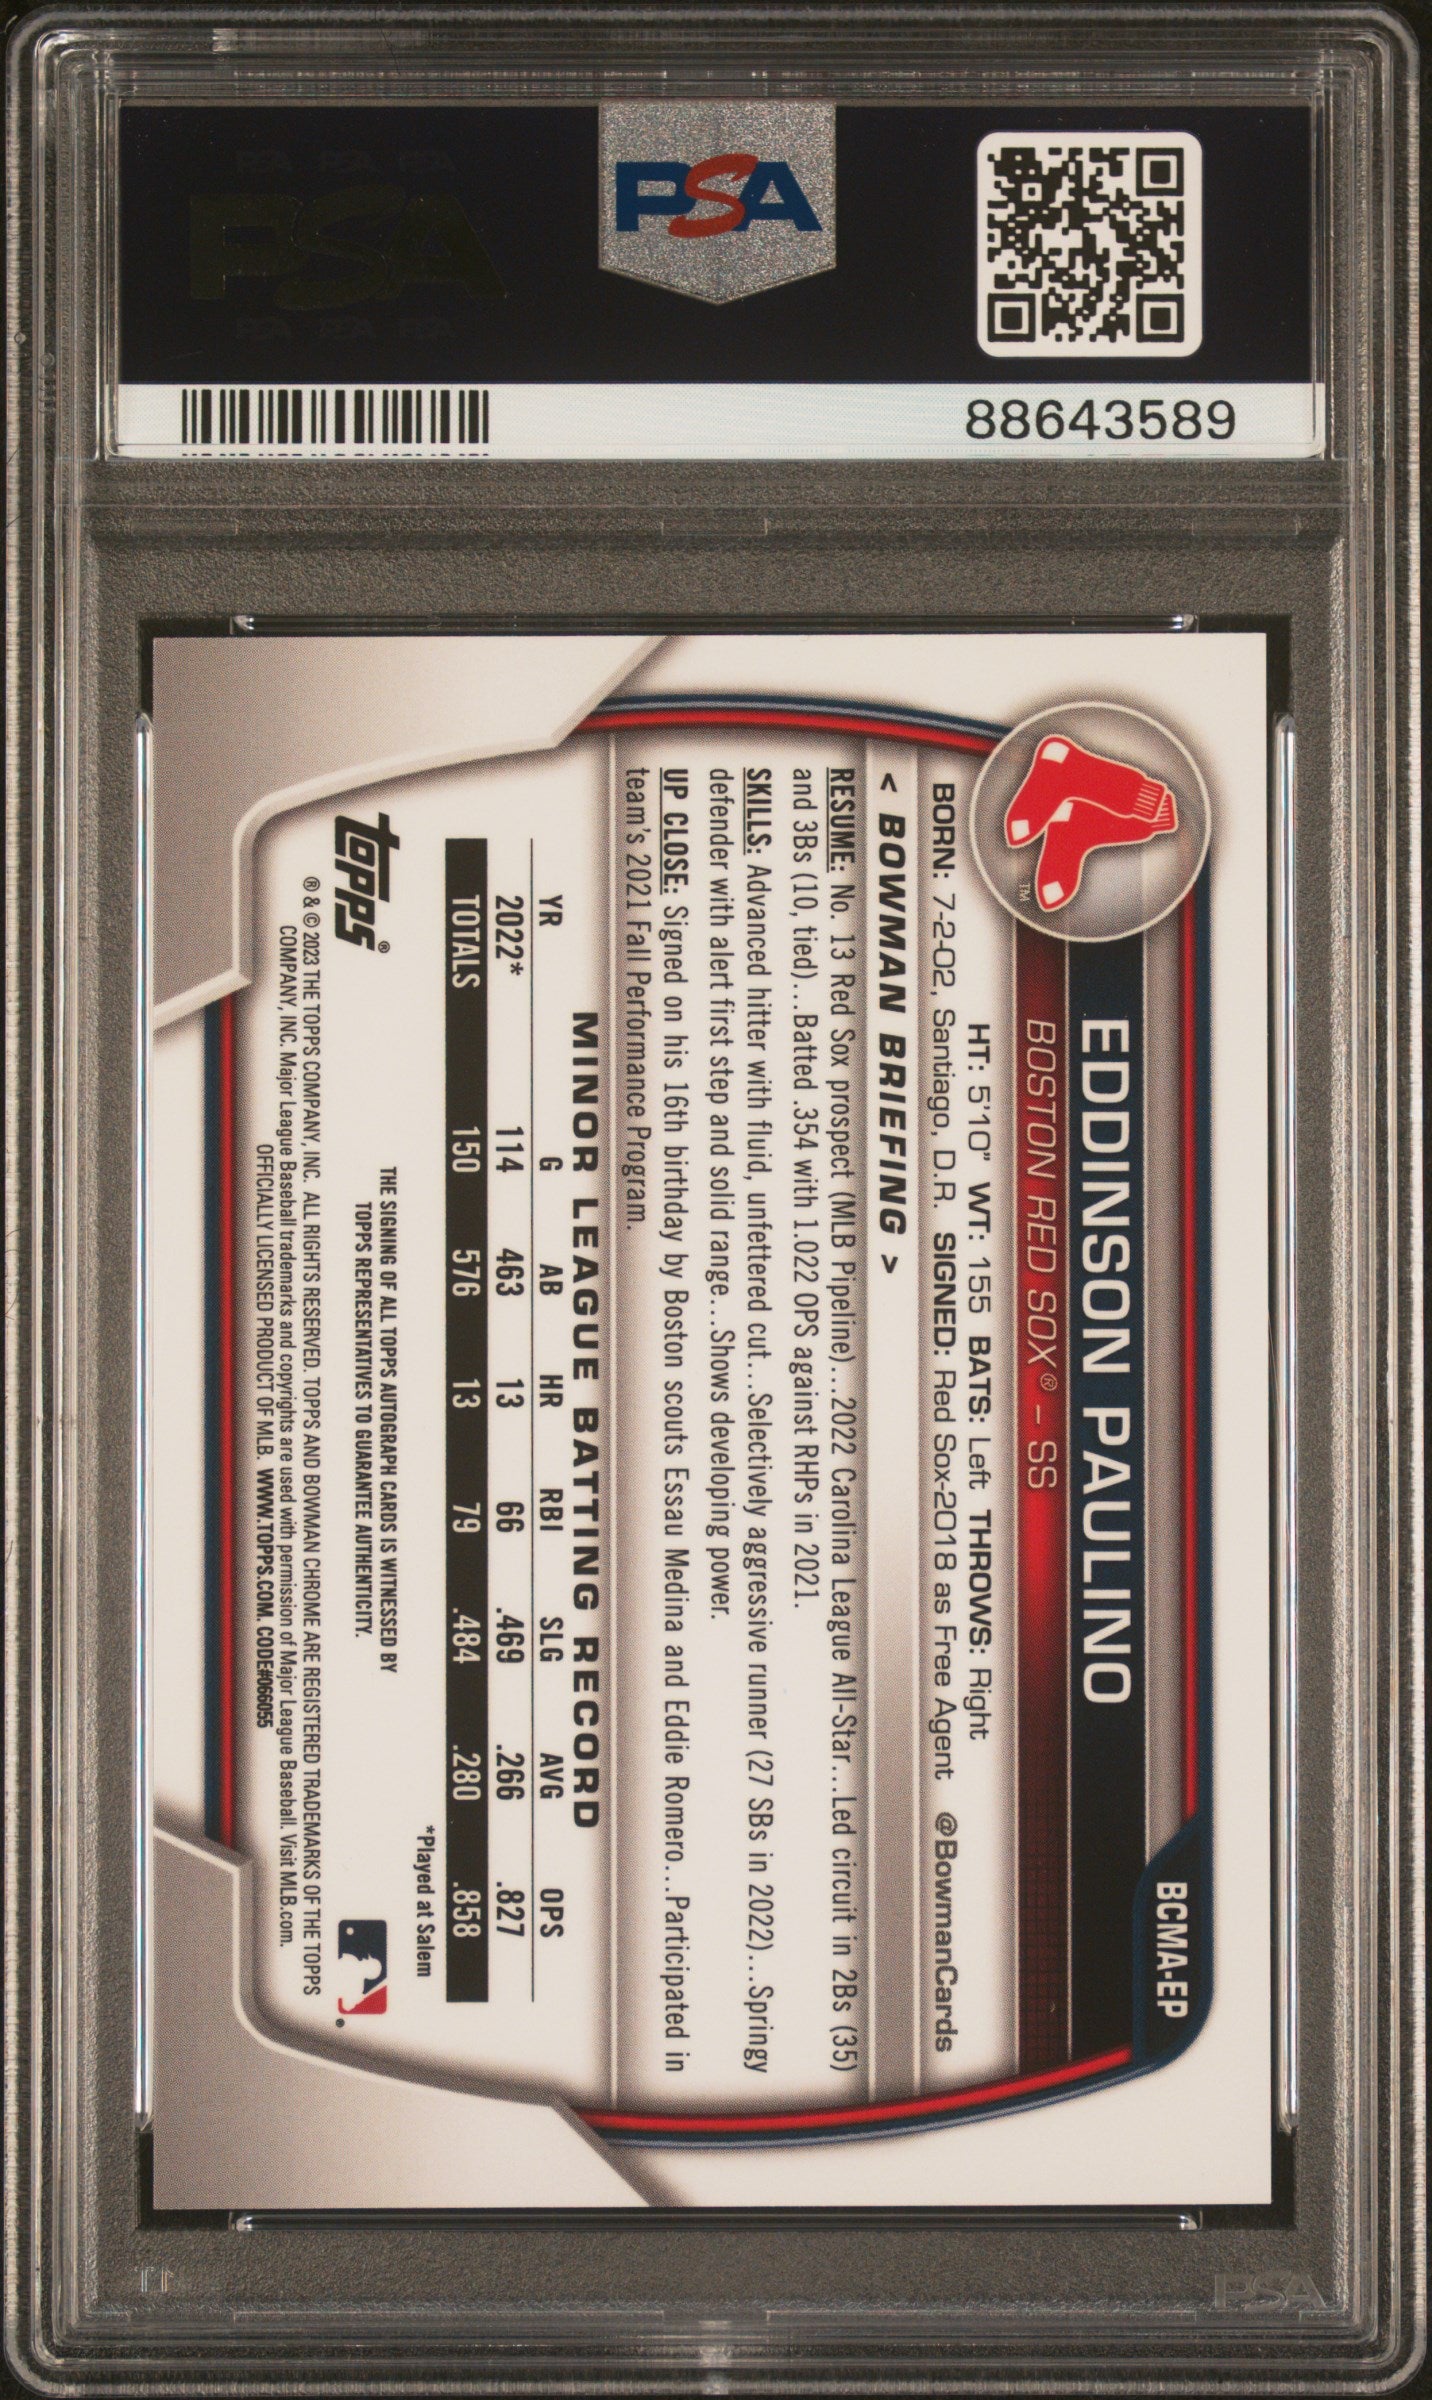 PSA
PSA
88643589
BCMA-EP
EDDINSON PAULINO
BOSTON RED SOX® – SS
HT: 5'10" WT: 155 BATS: Left THROWS: Right
BORN: 7-2-02, Santiago, D.R. SIGNED: Red Sox-2018 as Free Agent @BowmanCards
TM
< BOWMAN BRIEFING >
RESUME: No. 13 Red Sox prospect (MLB Pipeline)...2022 Carolina League All-Star...Led circuit in 2Bs (35)
and 3Bs (10, tied)...Batted .354 with 1.022 OPS against RHPs in 2021.
SKILLS: Advanced hitter with fluid, unfettered cut...Selectively aggressive runner (27 SBs in 2022)...Springy
defender with alert first step and solid range...Shows developing power.
UP CLOSE: Signed on his 16th birthday by Boston scouts Essau Medina and Eddie Romero...Participated in
team's 2021 Fall Performance Program.
MINOR LEAGUE BATTING RECORD
YR G AB HR RBI SLG AVG OPS
2022* 114 463 13 66 .469 .266 .827
TOTALS 150 576 13 79 .484 .280 .858
*Played at Salem
topps®
THE SIGNING OF ALL TOPPS AUTOGRAPH CARDS IS WITNESSED BY
TOPPS REPRESENTATIVES TO GUARANTEE AUTHENTICITY.
® & © 2023 THE TOPPS COMPANY, INC. ALL RIGHTS RESERVED. TOPPS AND BOWMAN CHROME ARE REGISTERED TRADEMARKS OF THE TOPPS
COMPANY, INC. Major League Baseball trademarks and copyrights are used with permission of Major League Baseball. Visit MLB.com.
OFFICIALLY LICENSED PRODUCT OF MLB. WWW.TOPPS.COM. CODE#066055
®
PSA